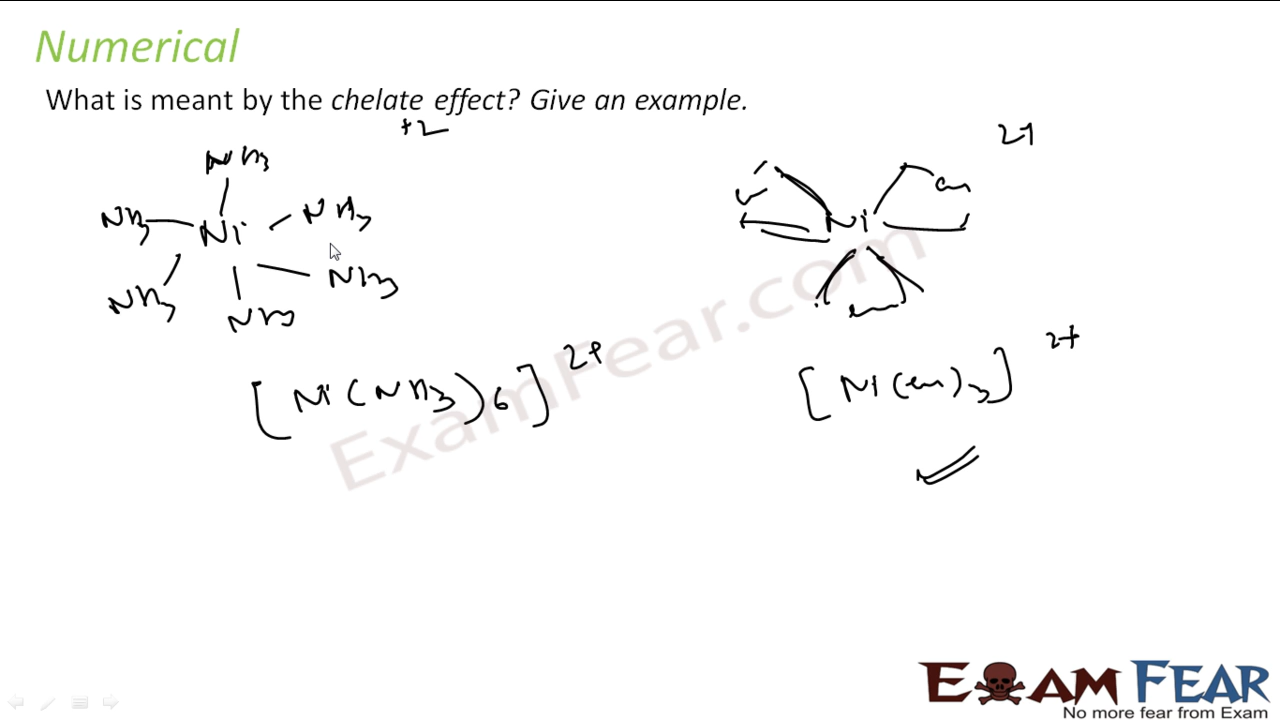 Numerical
What is meant by the chelate effect? Give an example.
+2
2+
NH3
NH3 Ni NH3
en
Ni
NH3
NH3
NH3
en
[Ni(NH3)6]2+
[Ni(en)3]2+
ExamFear.com
EXAM FEAR
No more fear from Exam